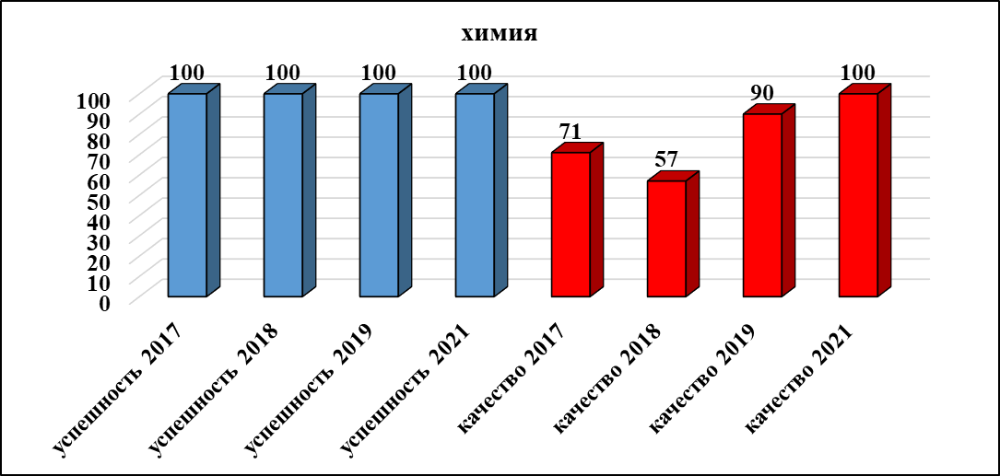 химия
100
100
100
100
71
57
90
100
100
90
80
70
60
50
40
30
20
10
0
успешность 2017
успешность 2018
успешность 2019
успешность 2021
качество 2017
качество 2018
качество 2019
качество 2021